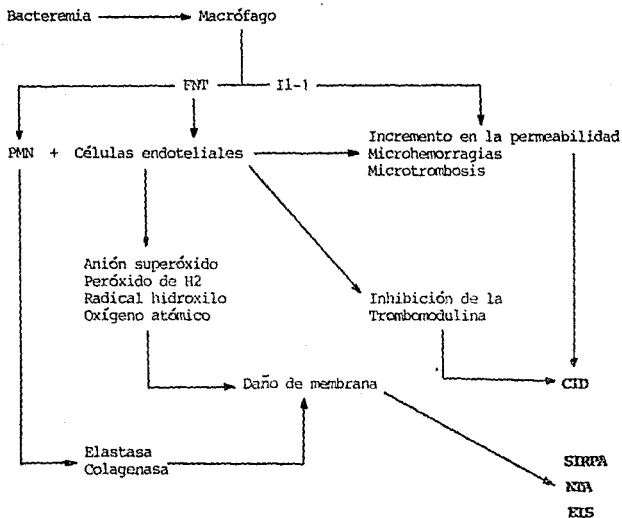 Bacteremia Macrófago
FNT Il-1
PMN + Células endoteliales
Incremento en la permeabilidad
Microhemorragias
Microtrombosis
Anión superóxido
Peróxido de H2
Radical hidroxilo
Oxígeno atómico
Inhibición de la
Trombomodulina
Daño de membrana
CID
Elastasa
Colagenasa
SIRPA
NTA
EIS